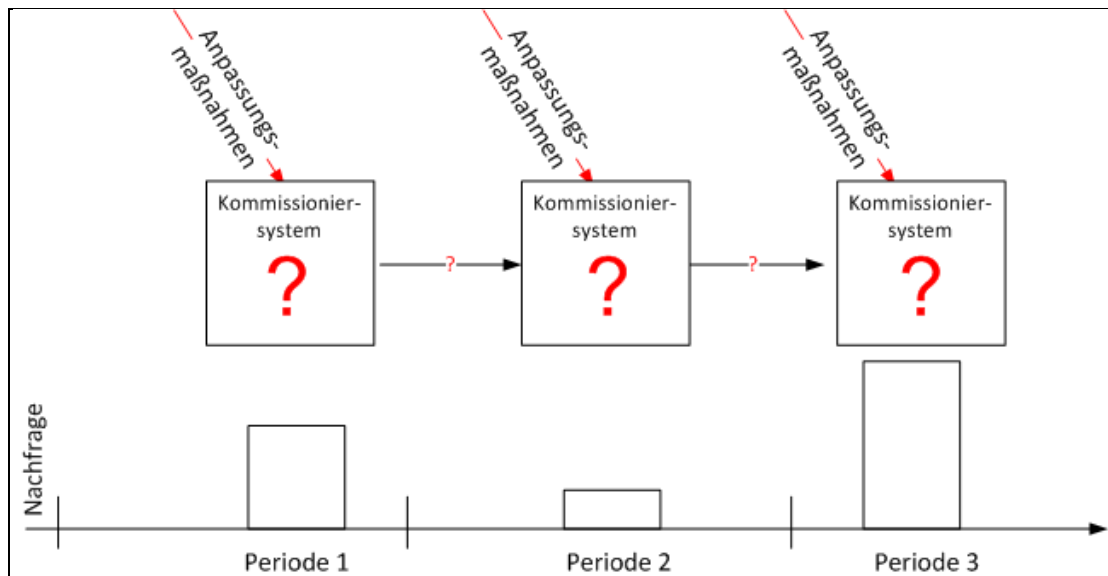 Anpassungs-
maßnahmen
Anpassungs-
maßnahmen
Anpassungs-
maßnahmen
Kommissionier-
system
?
Kommissionier-
system
?
Kommissionier-
system
?
?
?
Nachfrage
Periode 1
Periode 2
Periode 3